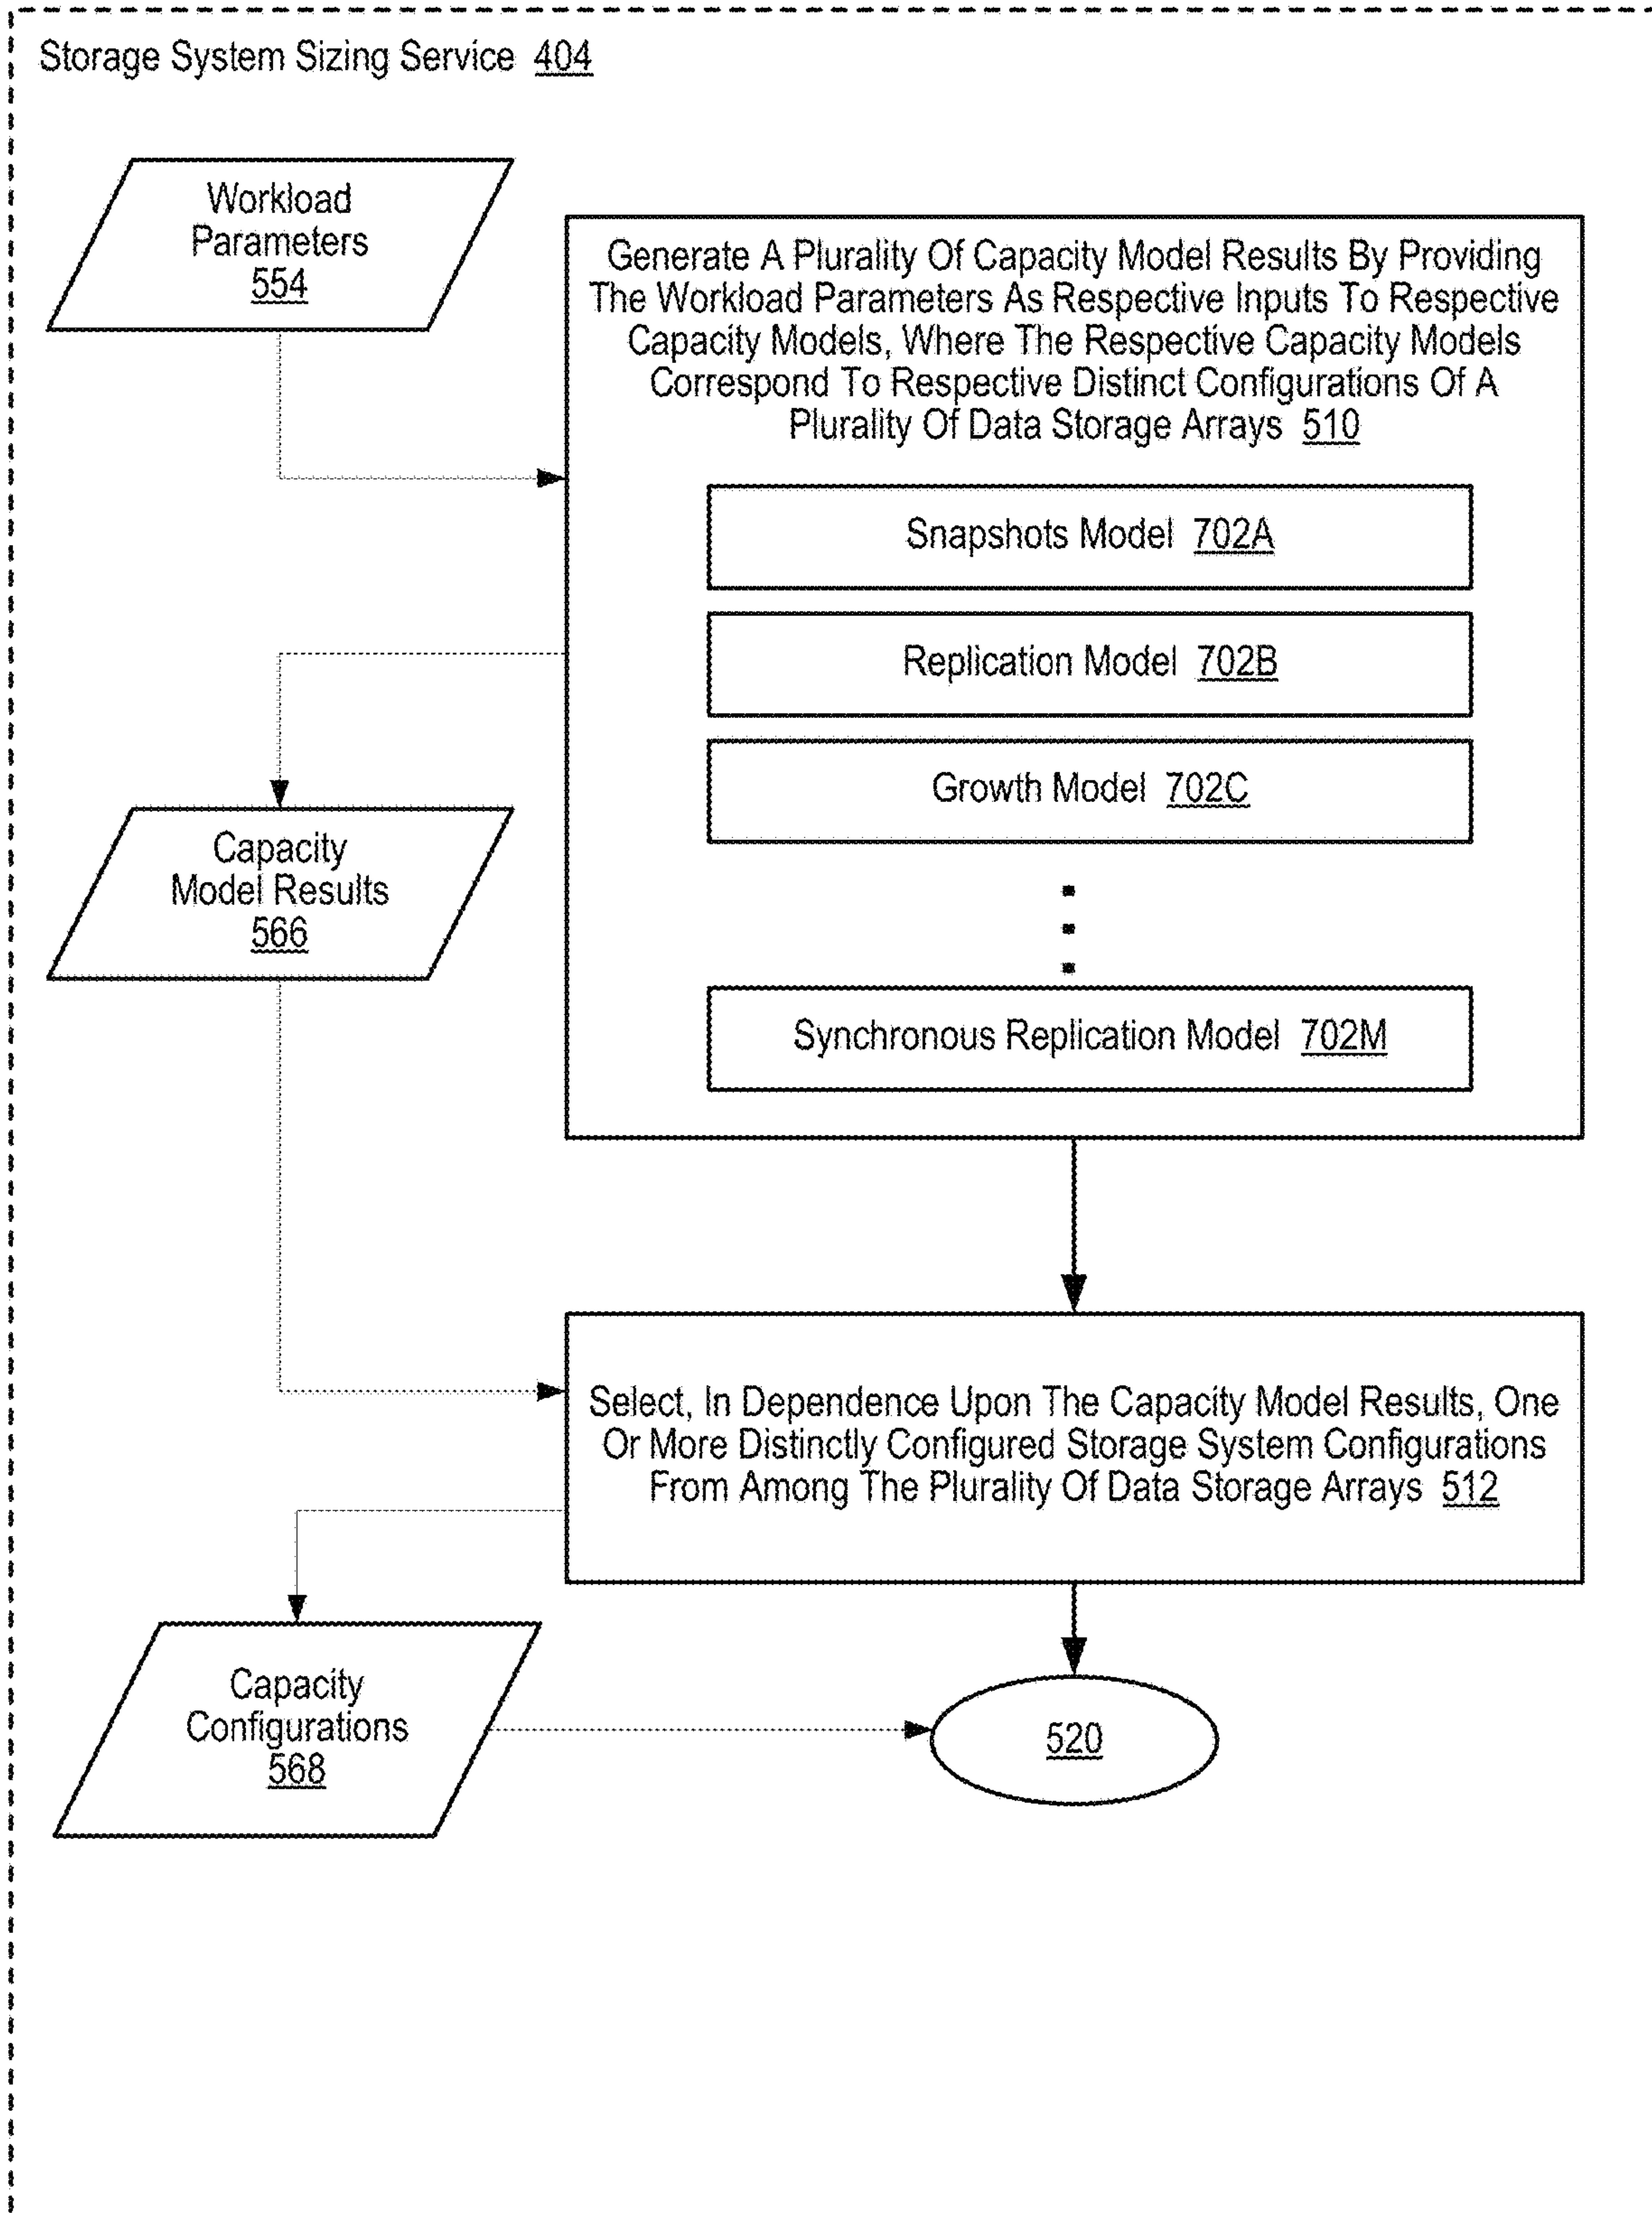 Storage System Sizing Service 404
Workload
Parameters
554
Generate A Plurality Of Capacity Model Results By Providing
The Workload Parameters As Respective Inputs To Respective
Capacity Models, Where The Respective Capacity Models
Correspond To Respective Distinct Configurations Of A
Plurality Of Data Storage Arrays 510
Snapshots Model 702A
Replication Model 702B
Growth Model 702C
Capacity
Model Results
566
Synchronous Replication Model 702M
Select, In Dependence Upon The Capacity Model Results, One
Or More Distinctly Configured Storage System Configurations
From Among The Plurality Of Data Storage Arrays 512
Capacity
Configurations
568
520